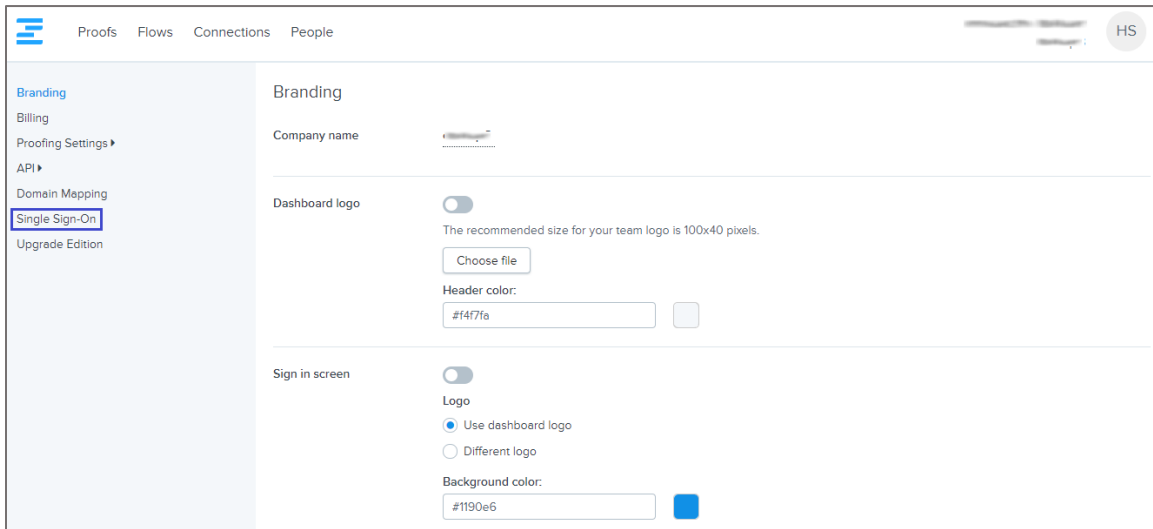 Proofs Flows Connections People
HS
Branding
Billing
Proofing Settings
API
Domain Mapping
Single Sign-On
Upgrade Edition
Branding
Company name
Dashboard logo
The recommended size for your team logo is 100x40 pixels.
Choose file
Header color:
#f4f7fa
Sign in screen
Logo
Use dashboard logo
Different logo
Background color:
#1190e6